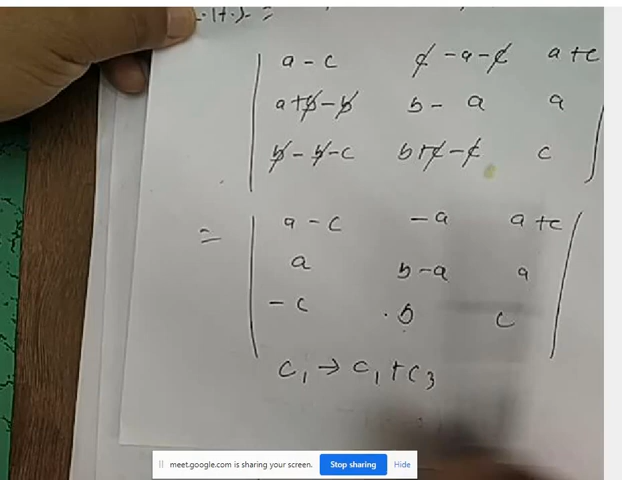 a - c c - a - c a + c
a + b - b b - a a
b - b - c b + c - c c
= a - c - a a + c
a b - a a
- c b c
C₁ → C₁ + C₃
meet.google.com is sharing your screen. Stop sharing Hide